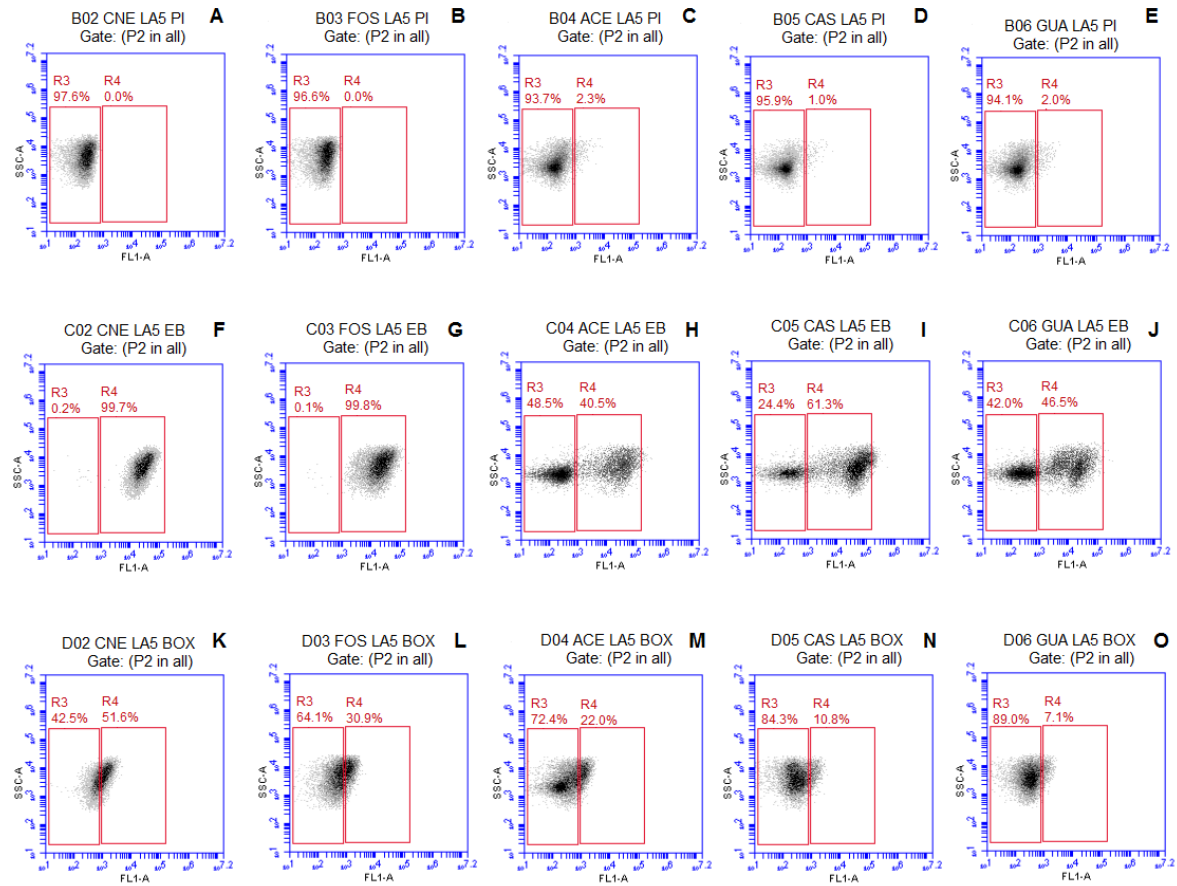 B02 CNE LA5 PI A
Gate: (P2 in all)
R3 R4
97.6% 0.0%
SSC-A
FL1-A
B03 FOS LA5 PI B
Gate: (P2 in all)
R3 R4
96.6% 0.0%
SSC-A
FL1-A
B04 ACE LA5 PI C
Gate: (P2 in all)
R3 R4
93.7% 2.3%
SSC-A
FL1-A
B05 CAS LA5 PI D
Gate: (P2 in all)
R3 R4
95.9% 1.0%
SSC-A
FL1-A
B06 GUA LA5 PI E
Gate: (P2 in all)
R3 R4
94.1% 2.0%
SSC-A
FL1-A
C02 CNE LA5 EB F
Gate: (P2 in all)
R3 R4
0.2% 99.7%
SSC-A
FL1-A
C03 FOS LA5 EB G
Gate: (P2 in all)
R3 R4
0.1% 99.8%
SSC-A
FL1-A
C04 ACE LA5 EB H
Gate: (P2 in all)
R3 R4
48.5% 40.5%
SSC-A
FL1-A
C05 CAS LA5 EB I
Gate: (P2 in all)
R3 R4
24.4% 61.3%
SSC-A
FL1-A
C06 GUA LA5 EB J
Gate: (P2 in all)
R3 R4
42.0% 46.5%
SSC-A
FL1-A
D02 CNE LA5 BOX K
Gate: (P2 in all)
R3 R4
42.5% 51.6%
SSC-A
FL1-A
D03 FOS LA5 BOX L
Gate: (P2 in all)
R3 R4
64.1% 30.9%
SSC-A
FL1-A
D04 ACE LA5 BOX M
Gate: (P2 in all)
R3 R4
72.4% 22.0%
SSC-A
FL1-A
D05 CAS LA5 BOX N
Gate: (P2 in all)
R3 R4
84.3% 10.8%
SSC-A
FL1-A
D06 GUA LA5 BOX O
Gate: (P2 in all)
R3 R4
89.0% 7.1%
SSC-A
FL1-A